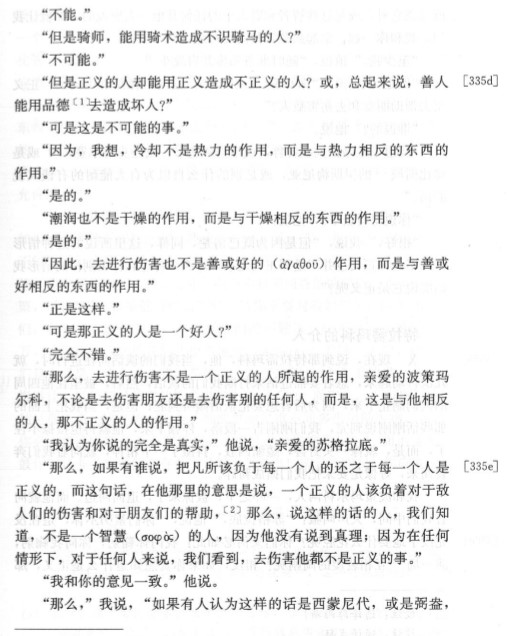 “不能。”
“但是骑师，能用骑术造成不识骑马的人？”
“不可能。”
“但是正义的人却能用正义造成不正义的人？或，总起来说，善人 [335d]
能用品德〔1〕去造成坏人？”
“可是这是不可能的事。”
“因为，我想，冷却不是热力的作用，而是与热力相反的东西的
作用。”
“是的。”
“潮润也不是干燥的作用，而是与干燥相反的东西的作用。”
“是的。”
“因此，去进行伤害也不是善或好的（ἀγαθοῦ）作用，而是与善或
好相反的东西的作用。”
“正是这样。”
“可是那正义的人是一个好人？”
“完全不错。”
“那么，去进行伤害不是一个正义的人所起的作用，亲爱的波策玛
尔科，不论是去伤害朋友还是去伤害别的任何人，而是，这是与他相反
的人，那不正义的人的作用。”
“我认为你说的完全是真实，”他说，“亲爱的苏格拉底。”
“那么，如果有谁说，把凡所该负于每一个人的还之于每一个人是 [335e]
正义的，而这句话，在他那里的意思是说，一个正义的人该负着对于敌
人们的伤害和对于朋友们的帮助，〔2〕那么，说这样的话的人，我们知
道，不是一个智慧（σοφὸς）的人，因为他没有说到真理；因为在任何
情形下，对于任何人来说，我们看到，去伤害他都不是正义的事。”
“我和你的意见一致。”他说。
“那么，”我说，“如果有人认为这样的话是西蒙尼代，或是弼盎，